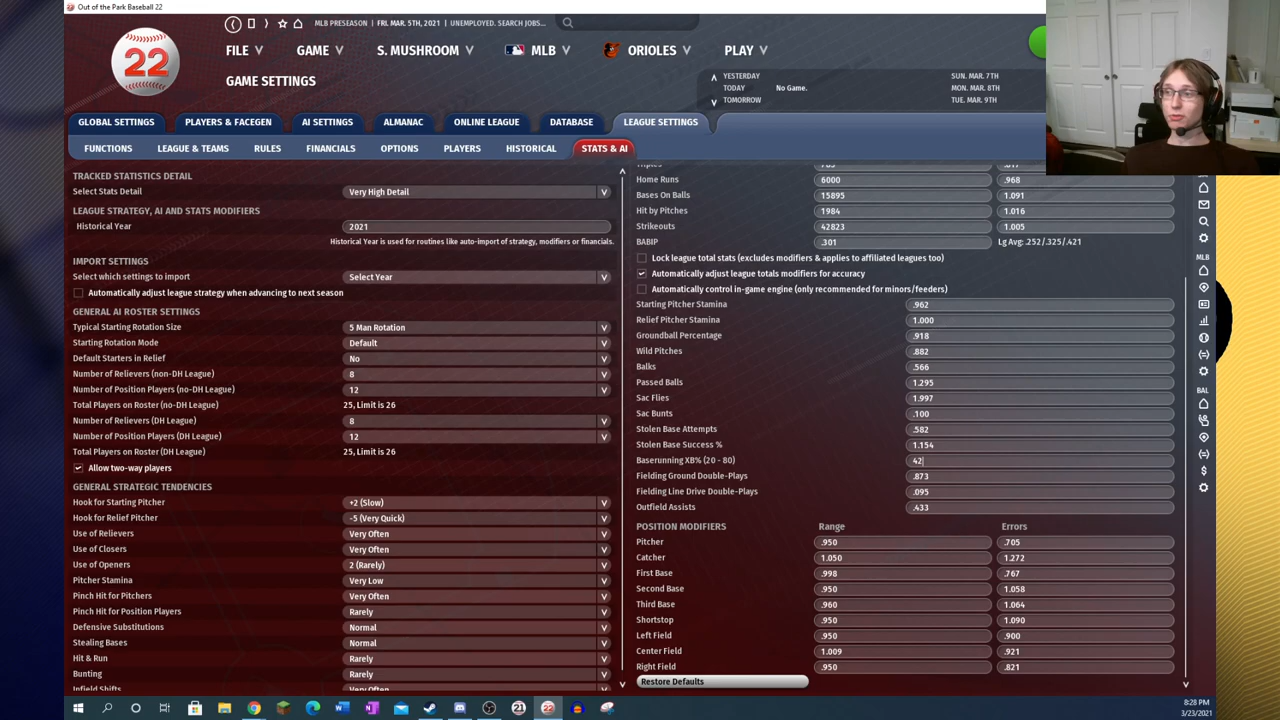 Out of the Park Baseball 22
MLB PRESEASON | FRI. MAR. 5TH, 2021 | UNEMPLOYED. SEARCH JOBS...
22
FILE GAME S. MUSHROOM MLB ORIOLES PLAY
GAME SETTINGS
YESTERDAY
TODAY No Game.
TOMORROW
SUN. MAR. 7TH
MON. MAR. 8TH
TUE. MAR. 9TH
GLOBAL SETTINGS PLAYERS & FACEGEN AI SETTINGS ALMANAC ONLINE LEAGUE DATABASE LEAGUE SETTINGS
FUNCTIONS LEAGUE & TEAMS RULES FINANCIALS OPTIONS PLAYERS HISTORICAL STATS & AI
TRACKED STATISTICS DETAIL
Select Stats Detail Very High Detail
LEAGUE STRATEGY, AI AND STATS MODIFIERS
Historical Year 2021
Historical Year is used for routines like auto-import of strategy, modifiers or financials.
IMPORT SETTINGS
Select which settings to import Select Year
Automatically adjust league strategy when advancing to next season
GENERAL AI ROSTER SETTINGS
Typical Starting Rotation Size 5 Man Rotation
Starting Rotation Mode Default
Default Starters in Relief No
Number of Relievers (non-DH League) 8
Number of Position Players (no-DH League) 12
Total Players on Roster (no-DH League) 25, Limit is 26
Number of Relievers (DH League) 8
Number of Position Players (DH League) 12
Total Players on Roster (DH League) 25, Limit is 26
Allow two-way players
GENERAL STRATEGIC TENDENCIES
Hook for Starting Pitcher +2 (Slow)
Hook for Relief Pitcher -5 (Very Quick)
Use of Relievers Very Often
Use of Closers Very Often
Use of Openers 2 (Rarely)
Pitcher Stamina Very Low
Pinch Hit for Pitchers Very Often
Pinch Hit for Position Players Rarely
Defensive Substitutions Normal
Stealing Bases Normal
Hit & Run Rarely
Bunting Rarely
Infield Shifts Very Often
Home Runs 6000 .968
Bases On Balls 15895 1.091
Hit by Pitches 1984 1.016
Strikeouts 42823 1.005
BABIP .301 Lg Avg: .252/.325/.421
Lock league total stats (excludes modifiers & applies to affiliated leagues too)
Automatically adjust league totals modifiers for accuracy
Automatically control in-game engine (only recommended for minors/feeders)
Starting Pitcher Stamina .962
Relief Pitcher Stamina 1.000
Groundball Percentage .918
Wild Pitches .882
Balks .566
Passed Balls 1.295
Sac Flies 1.997
Sac Bunts .100
Stolen Base Attempts .582
Stolen Base Success % 1.154
Baserunning XB% (20 - 80) 42
Fielding Ground Double-Plays .873
Fielding Line Drive Double-Plays .095
Outfield Assists .433
POSITION MODIFIERS Range Errors
Pitcher .950 .705
Catcher 1.050 1.272
First Base .998 .767
Second Base .950 1.058
Third Base .960 1.064
Shortstop .950 1.090
Left Field .950 .900
Center Field 1.009 .921
Right Field .950 .821
Restore Defaults
MLB
BAL
8:28 PM
3/23/2021